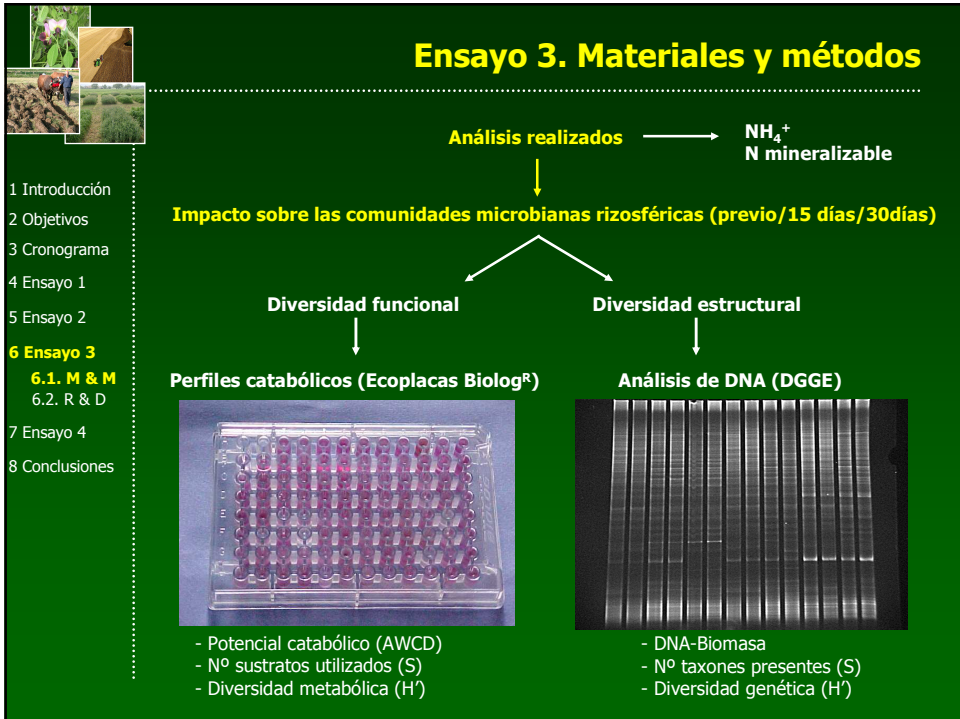 Ensayo 3. Materiales y métodos
Análisis realizados
NH₄⁺
N mineralizable
1 Introducción
2 Objetivos
3 Cronograma
4 Ensayo 1
5 Ensayo 2
6 Ensayo 3
6.1. M & M
6.2. R & D
7 Ensayo 4
8 Conclusiones
Impacto sobre las comunidades microbianas rizosféricas (previo/15 días/30días)
Diversidad funcional
Diversidad estructural
Perfiles catabólicos (Ecoplacas Biologᴿ)
Análisis de DNA (DGGE)
- Potencial catabólico (AWCD)
- Nº sustratos utilizados (S)
- Diversidad metabólica (H’)
- DNA-Biomasa
- Nº taxones presentes (S)
- Diversidad genética (H’)